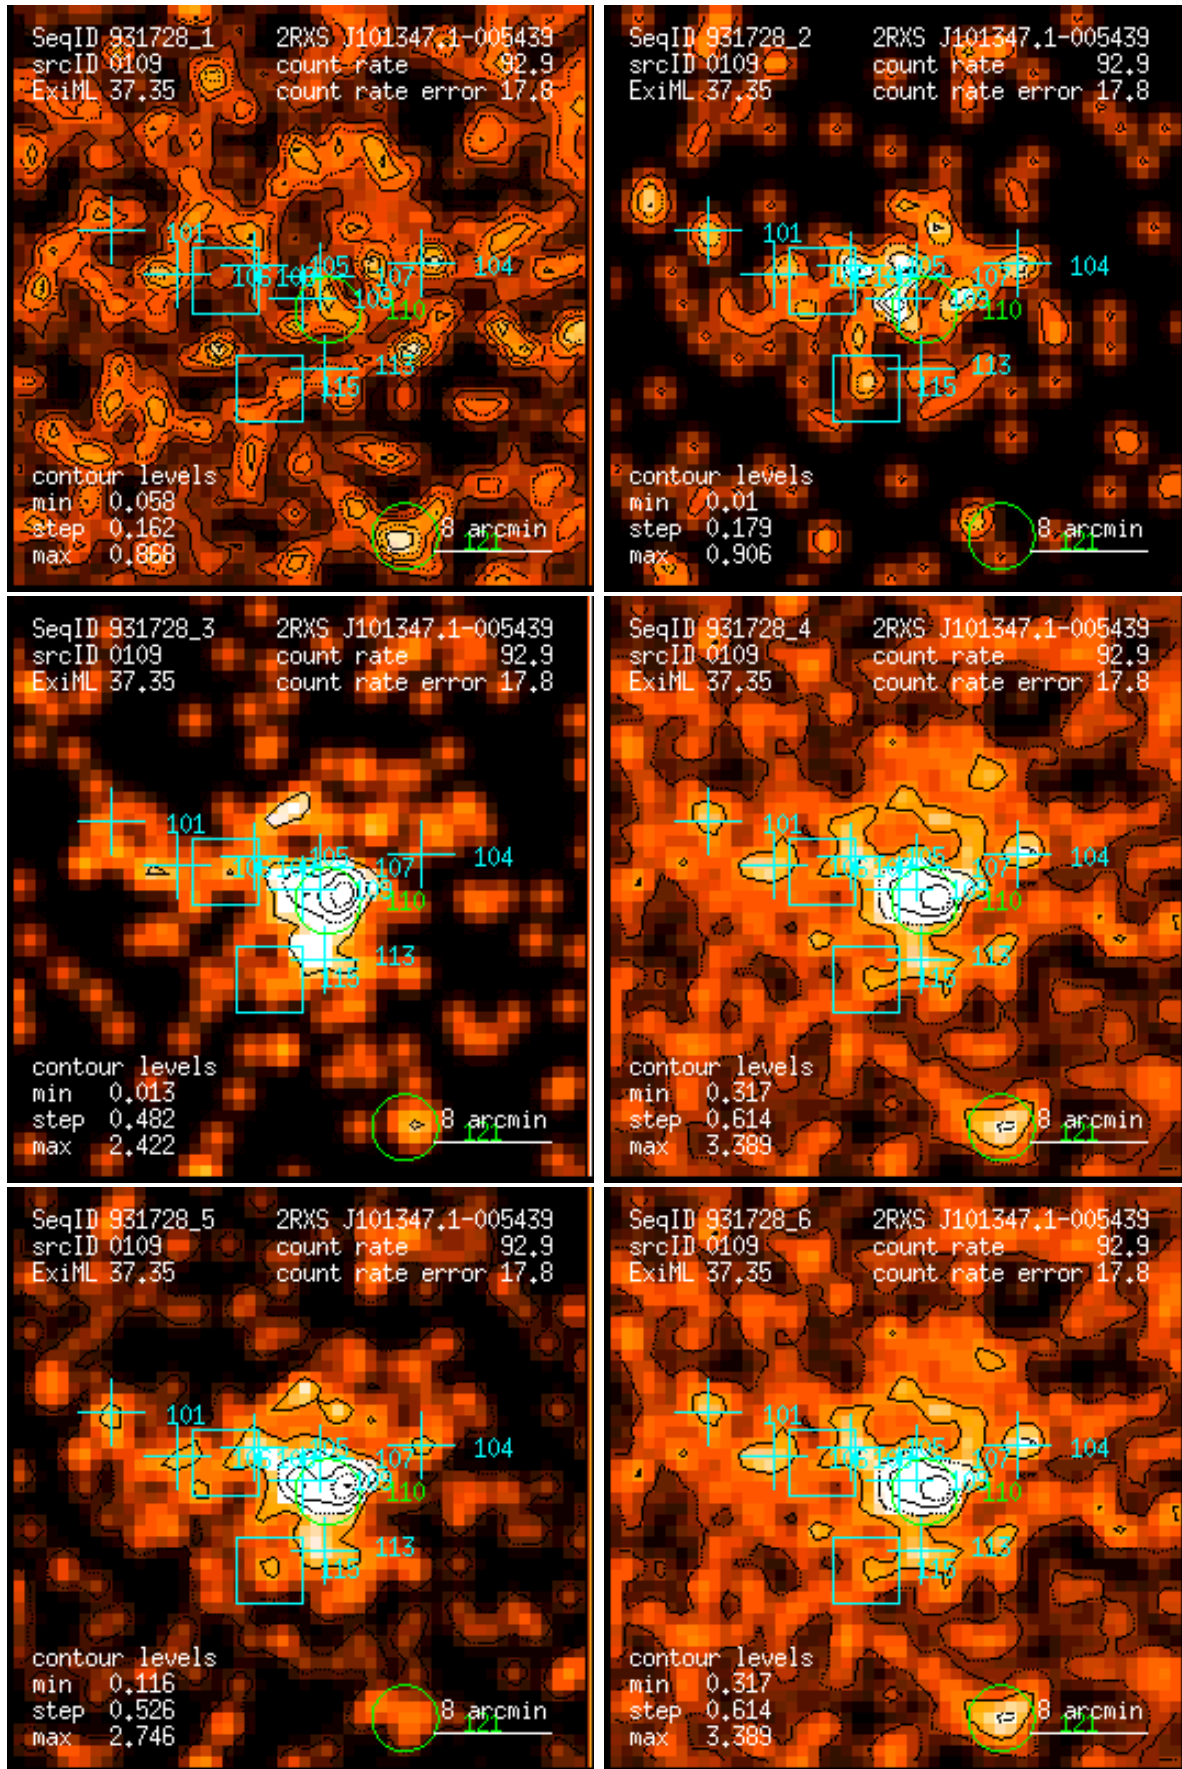 SeqID 931728_1 2RXS J101347.1-005439
srcID 0109 count rate 92.9
ExiML 37.35 count rate error 17.8
101
105
107
104
109
110
113
115
contour levels
min 0.058
step 0.162
max 0.868
8 arcmin
121
SeqID 931728_2 2RXS J101347.1-005439
srcID 0109 count rate 92.9
ExiML 37.35 count rate error 17.8
101
105
107
104
109
110
113
115
contour levels
min 0.01
step 0.179
max 0.906
8 arcmin
121
SeqID 931728_3 2RXS J101347.1-005439
srcID 0109 count rate 92.9
ExiML 37.35 count rate error 17.8
101
105
107
104
109
110
113
115
contour levels
min 0.013
step 0.482
max 2.422
8 arcmin
121
SeqID 931728_4 2RXS J101347.1-005439
srcID 0109 count rate 92.9
ExiML 37.35 count rate error 17.8
101
105
107
104
109
110
113
115
contour levels
min 0.317
step 0.614
max 3.389
8 arcmin
121
SeqID 931728_5 2RXS J101347.1-005439
srcID 0109 count rate 92.9
ExiML 37.35 count rate error 17.8
101
105
107
104
109
110
113
115
contour levels
min 0.116
step 0.526
max 2.746
8 arcmin
121
SeqID 931728_6 2RXS J101347.1-005439
srcID 0109 count rate 92.9
ExiML 37.35 count rate error 17.8
101
105
107
104
109
110
113
115
contour levels
min 0.317
step 0.614
max 3.389
8 arcmin
121